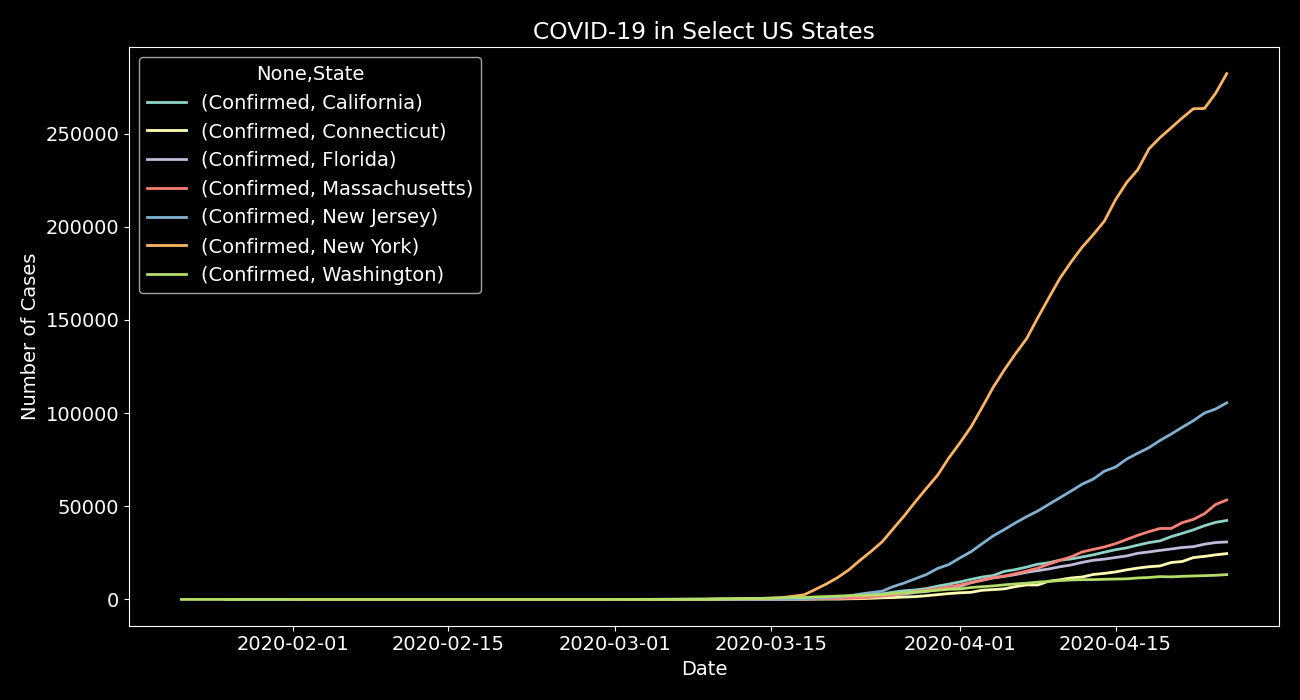 COVID-19 in Select US States
None,State
(Confirmed, California)
(Confirmed, Connecticut)
(Confirmed, Florida)
(Confirmed, Massachusetts)
(Confirmed, New Jersey)
(Confirmed, New York)
(Confirmed, Washington)
Number of Cases
250000
200000
150000
100000
50000
0
2020-02-01
2020-02-15
2020-03-01
2020-03-15
2020-04-01
2020-04-15
Date